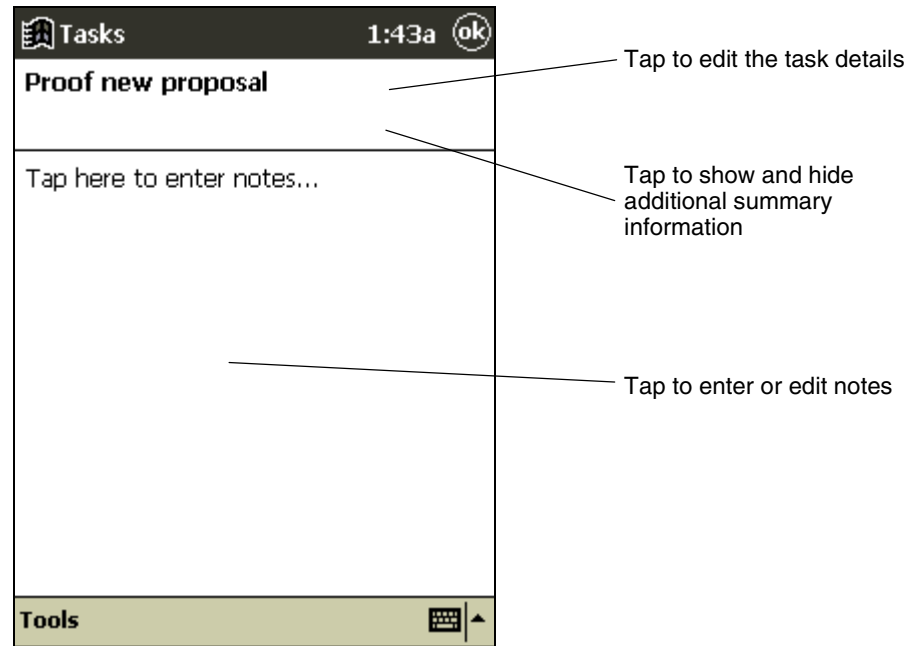 Tasks 1:43a ok
Tap to edit the task details
Proof new proposal
Tap here to enter notes...
Tap to show and hide
additional summary
information
Tap to enter or edit notes
Tools